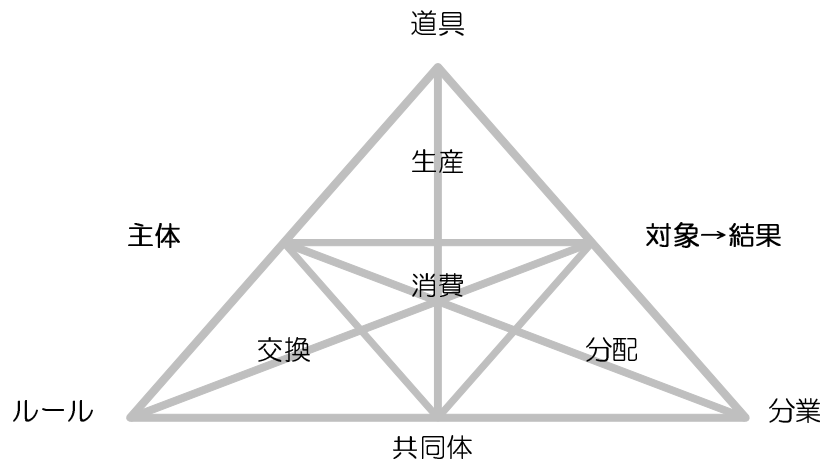 道具
生産
主体
対象→結果
消費
交換
分配
ルール
分業
共同体